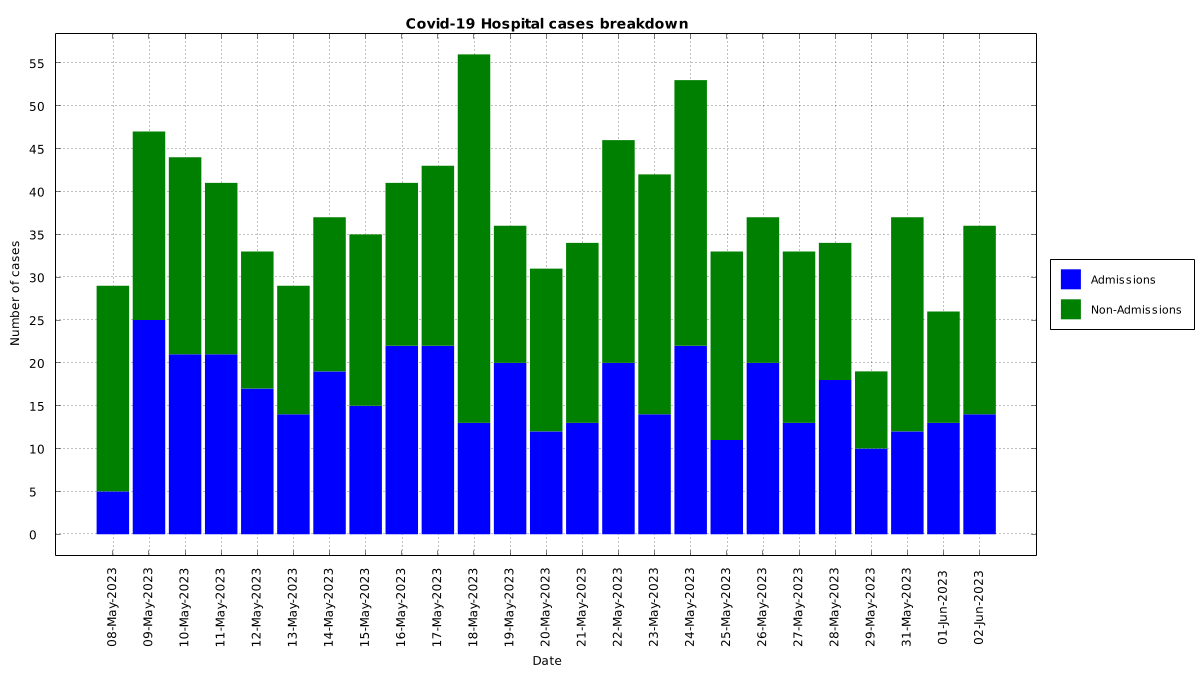 Covid-19 Hospital cases breakdown
55
50
45
40
35
30
25
20
15
10
5
0
Number of cases
08-May-2023
09-May-2023
10-May-2023
11-May-2023
12-May-2023
13-May-2023
14-May-2023
15-May-2023
16-May-2023
17-May-2023
18-May-2023
19-May-2023
20-May-2023
21-May-2023
22-May-2023
23-May-2023
24-May-2023
25-May-2023
26-May-2023
27-May-2023
28-May-2023
29-May-2023
31-May-2023
01-Jun-2023
02-Jun-2023
Date
Admissions
Non-Admissions